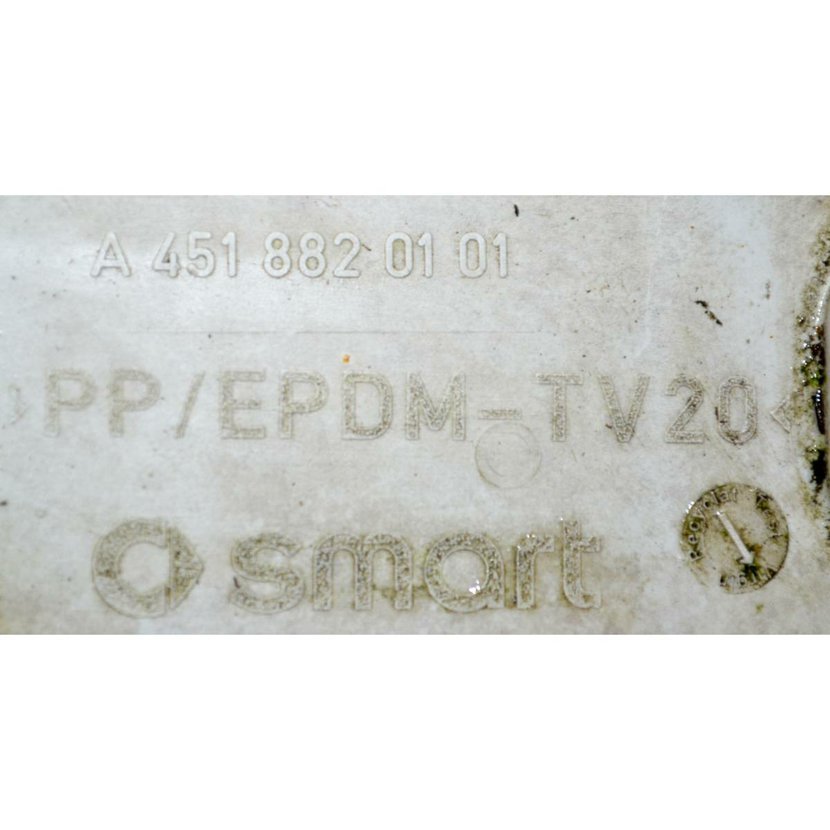 A 451 882 01 01
>PP/EPDM-TV20<
smart